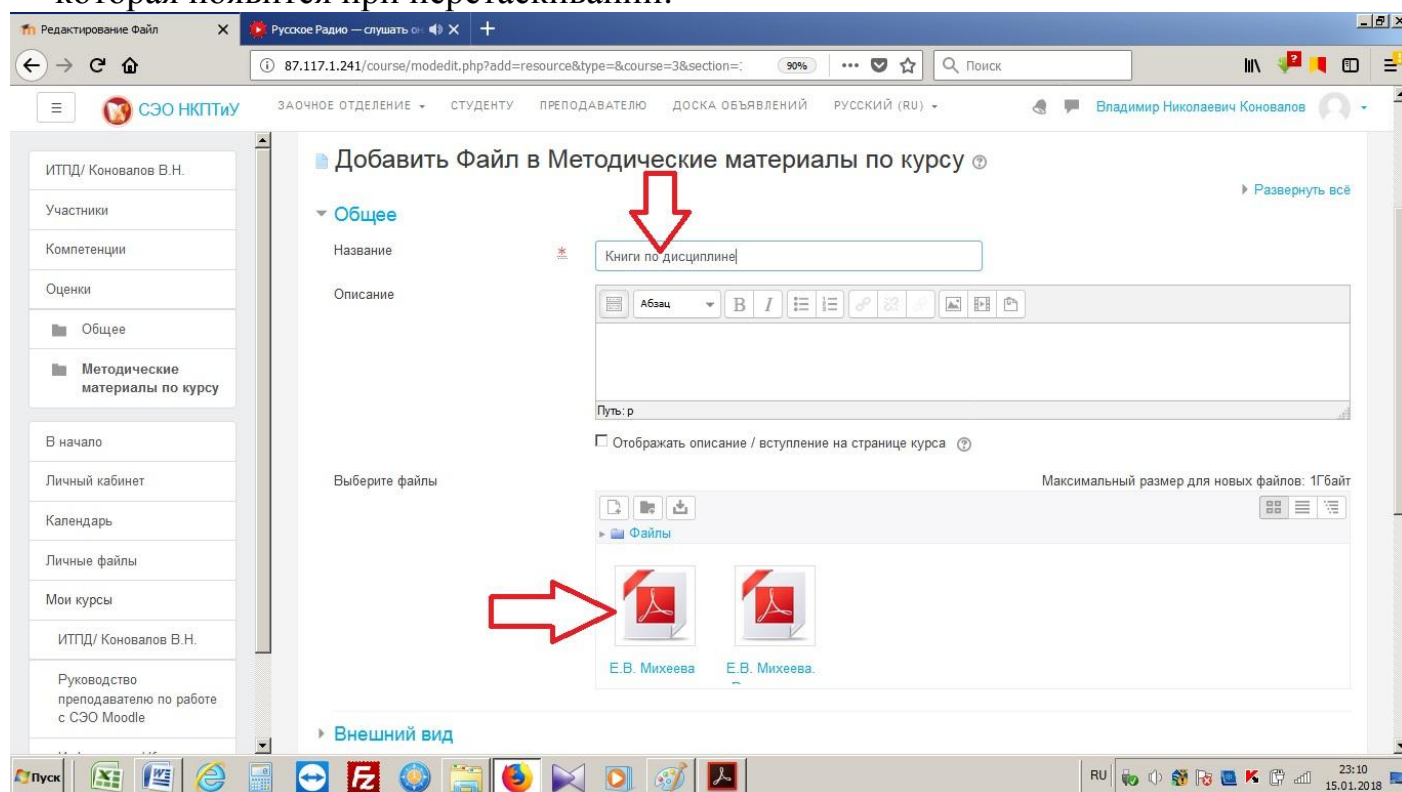 которая появится при перетаскивании.
Редактирование Файл
Русское Радио — слушать он
87.117.1.241/course/modedit.php?add=resource&type=&course=3&section=:
90%
Поиск
СЭО НКПТиУ
ЗАОЧНОЕ ОТДЕЛЕНИЕ
СТУДЕНТУ
ПРЕПОДАВАТЕЛЮ
ДОСКА ОБЪЯВЛЕНИЙ
РУССКИЙ (RU)
Владимир Николаевич Коновалов
ИТПД/ Коновалов В.Н.
Участники
Компетенции
Оценки
Общее
Методические
материалы по курсу
В начало
Личный кабинет
Календарь
Личные файлы
Мои курсы
ИТПД/ Коновалов В.Н.
Руководство
преподавателю по работе
с СЭО Moodle
Добавить Файл в Методические материалы по курсу
Развернуть всё
Общее
Название
Книги по дисциплине
Описание
Абзац
B
I
Путь: p
Отображать описание / вступление на странице курса
Выберите файлы
Максимальный размер для новых файлов: 1Гбайт
Файлы
Е.В. Михеева
Е.В. Михеева.
Внешний вид
Пуск
RU
23:10
15.01.2018